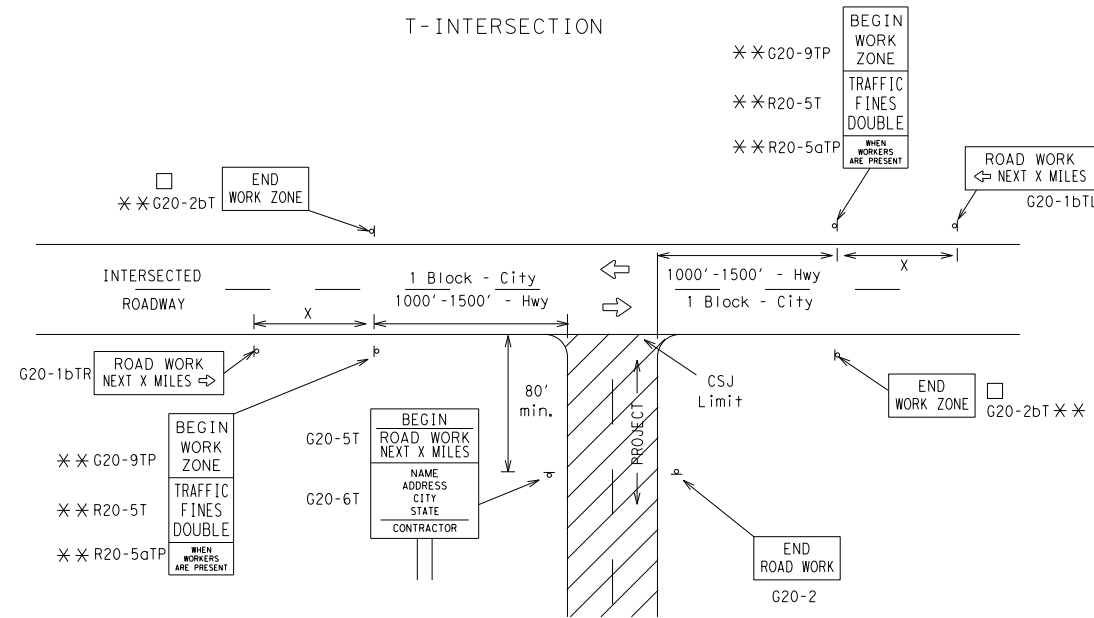 T-INTERSECTION
BEGIN
WORK
ZONE
TRAFFIC
FINES
DOUBLE
WHEN
WORKERS
ARE PRESENT
**G20-9TP
**R20-5T
**R20-5aTP
ROAD WORK
⇦ NEXT X MILES
G20-1bTL
□
**G20-2bT
END
WORK ZONE
INTERSECTED
ROADWAY
1 Block - City
1000'-1500' - Hwy
X
1000'-1500' - Hwy
1 Block - City
X
G20-1bTR
ROAD WORK
NEXT X MILES ⇨
80'
min.
PROJECT
CSJ
Limit
END
WORK ZONE
□
G20-2bT **
**G20-9TP
**R20-5T
**R20-5aTP
BEGIN
WORK
ZONE
TRAFFIC
FINES
DOUBLE
WHEN
WORKERS
ARE PRESENT
G20-5T
G20-6T
BEGIN
ROAD WORK
NEXT X MILES
NAME
ADDRESS
CITY
STATE
CONTRACTOR
END
ROAD WORK
G20-2